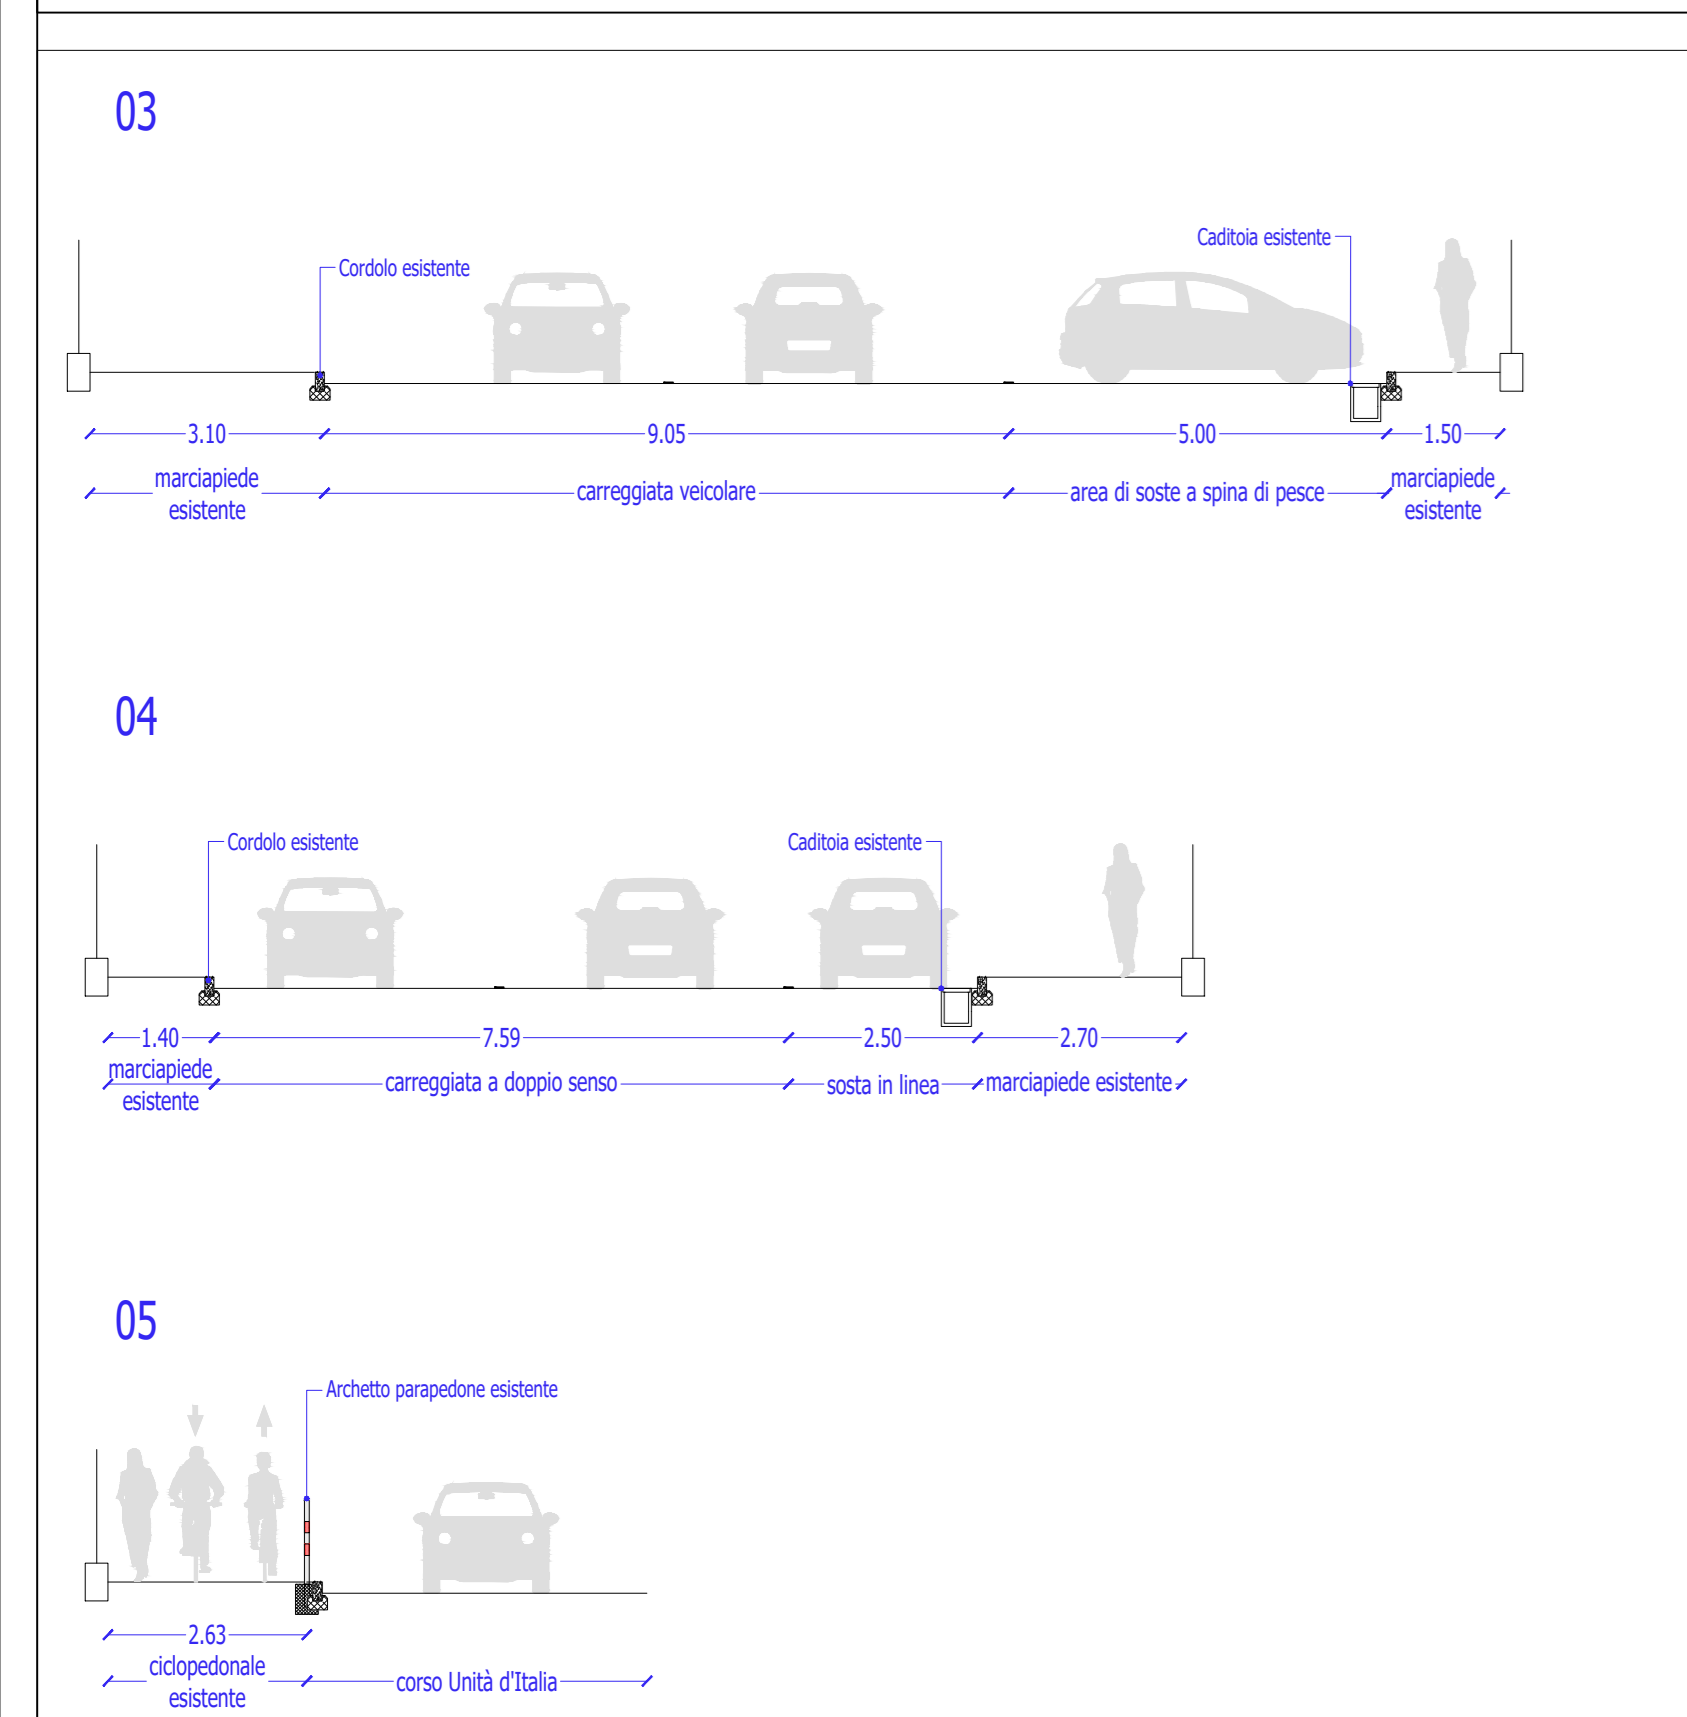 03
Caditoia esistente
Cordolo esistente
3.10
9.05
5.00
1.50
marciapiede
esistente
carreggiata veicolare
area di soste a spina di pesce
marciapiede
esistente
04
Cordolo esistente
Caditoia esistente
1.40
7.59
2.50
2.70
marciapiede
esistente
carreggiata a doppio senso
sosta in linea
marciapiede esistente
05
Archetto parapedone esistente
2.63
ciclopedonale
esistente
corso Unità d'Italia